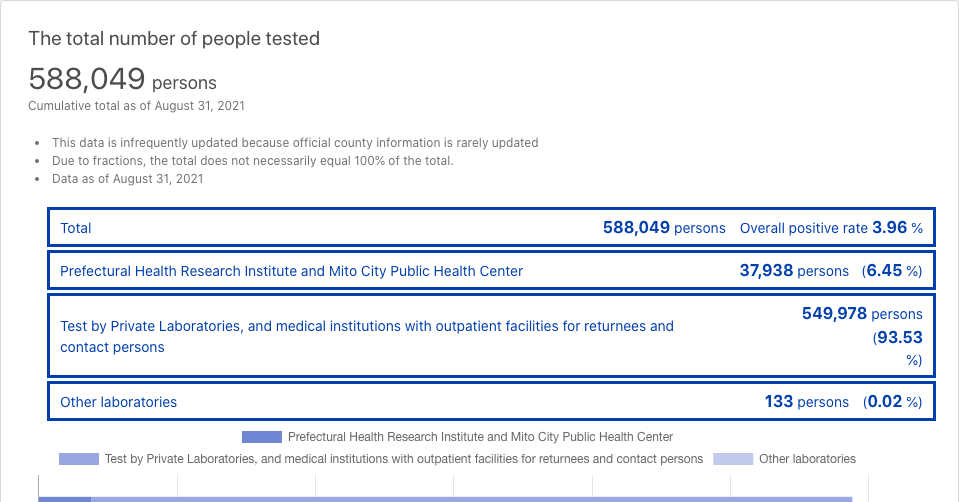 The total number of people tested
588,049 persons
Cumulative total as of August 31, 2021
• This data is infrequently updated because official county information is rarely updated
• Due to fractions, the total does not necessarily equal 100% of the total.
• Data as of August 31, 2021
Total 588,049 persons Overall positive rate 3.96 %
Prefectural Health Research Institute and Mito City Public Health Center 37,938 persons (6.45 %)
Test by Private Laboratories, and medical institutions with outpatient facilities for returnees and
contact persons
549,978 persons
(93.53
%)
Other laboratories 133 persons (0.02 %)
Prefectural Health Research Institute and Mito City Public Health Center
Test by Private Laboratories, and medical institutions with outpatient facilities for returnees and contact persons Other laboratories